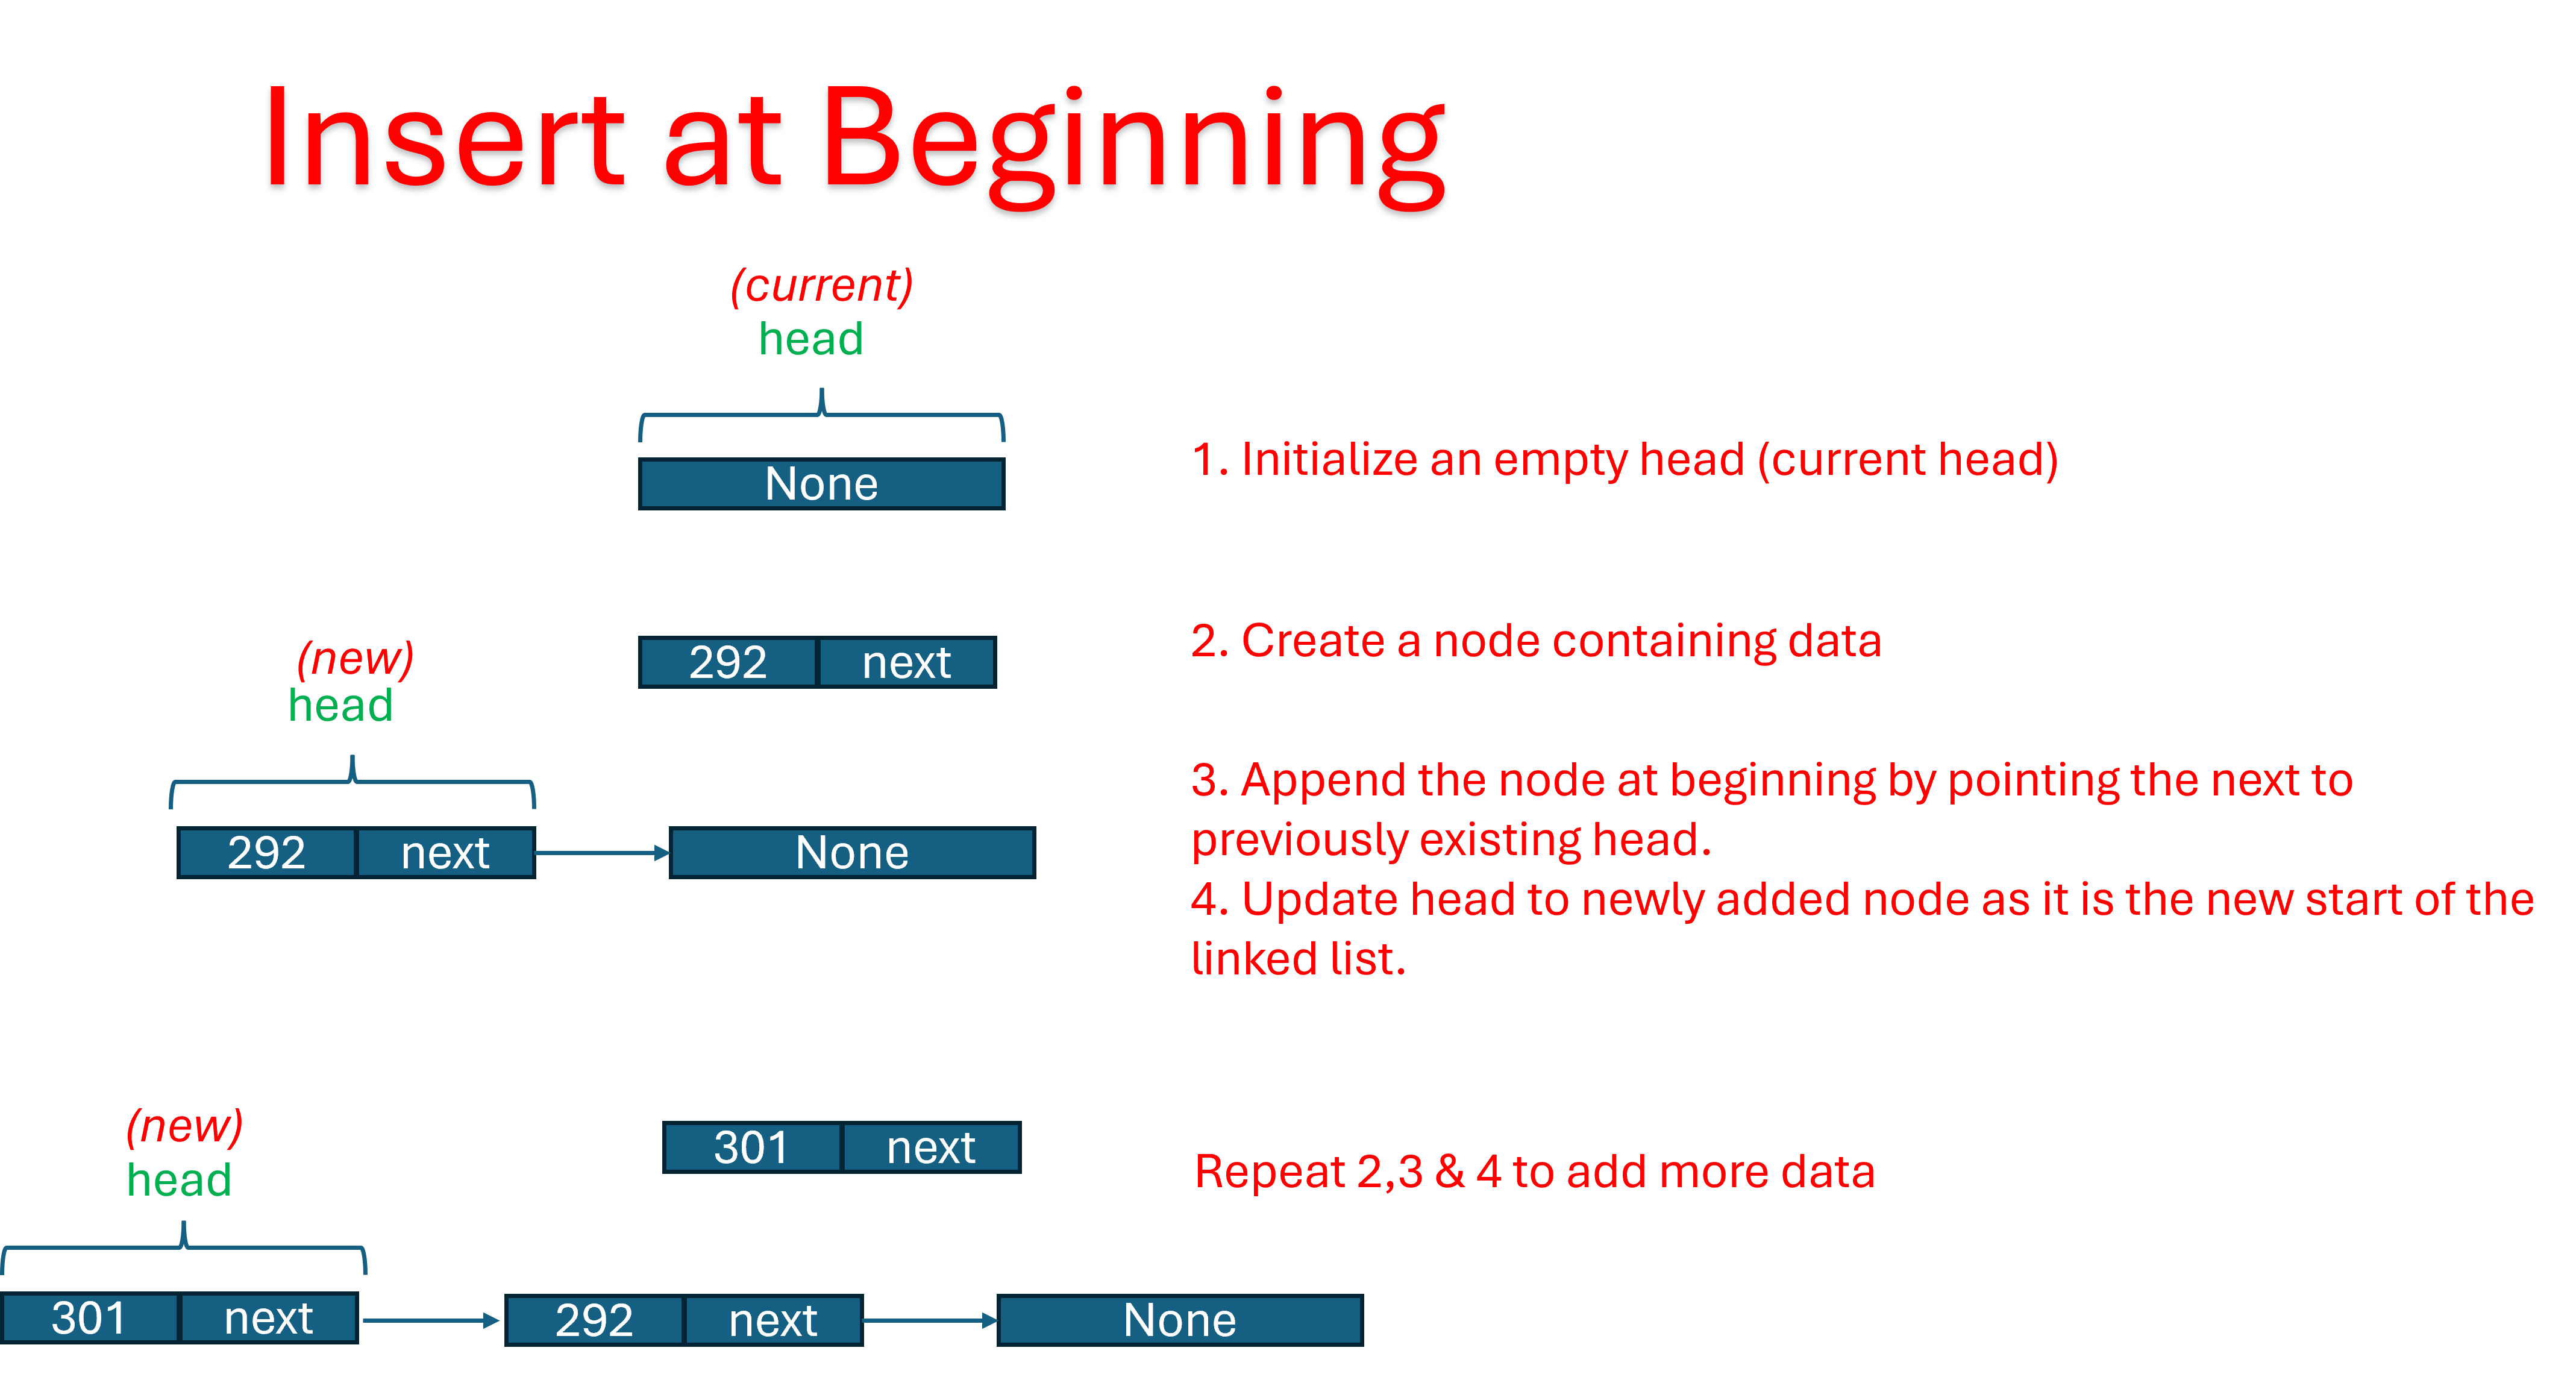 Insert at Beginning
(current)
head
None
1. Initialize an empty head (current head)
292 next
2. Create a node containing data
(new)
head
292 next
None
3. Append the node at beginning by pointing the next to
previously existing head.
4. Update head to newly added node as it is the new start of the
linked list.
301 next
Repeat 2,3 & 4 to add more data
(new)
head
301 next
292 next
None